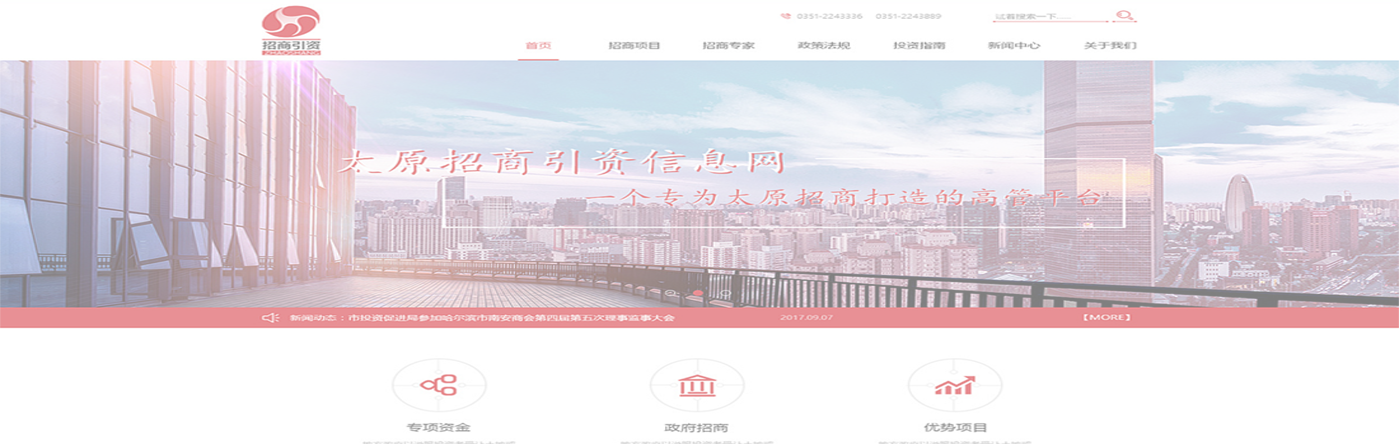 0351-2243336 0351-2243889
试着搜索一下......
招商引资
ZHAOSHANG
首页 招商项目 招商专家 政策法规 投资指南 新闻中心 关于我们
太原招商引资信息网
一个专为太原招商打造的高管平台
新闻动态:市投资促进局参加哈尔滨市南安商会第四届第五次理事监事大会 2017.09.07 【MORE】
专项资金 政府招商 优势项目